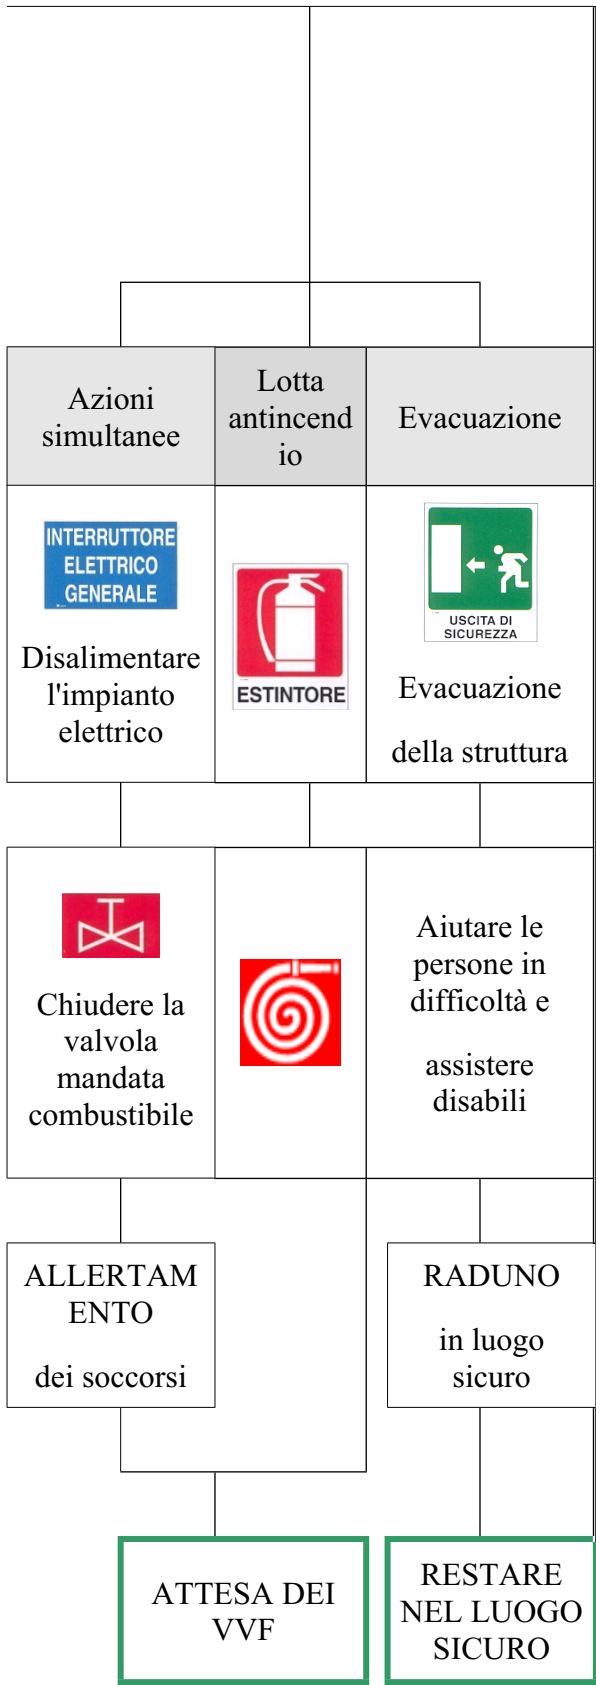 Azioni
simultanee
Lotta
antincend
io
Evacuazione
INTERRUTTORE
ELETTRICO
GENERALE
Disalimentare
l'impianto
elettrico
ESTINTORE
USCITA DI
SICUREZZA
Evacuazione
della struttura
Chiudere la
valvola
mandata
combustibile
Aiutare le
persone in
difficoltà e
assistere
disabili
ALLERTAM
ENTO
dei soccorsi
RADUNO
in luogo
sicuro
ATTESA DEI
VVF
RESTARE
NEL LUOGO
SICURO